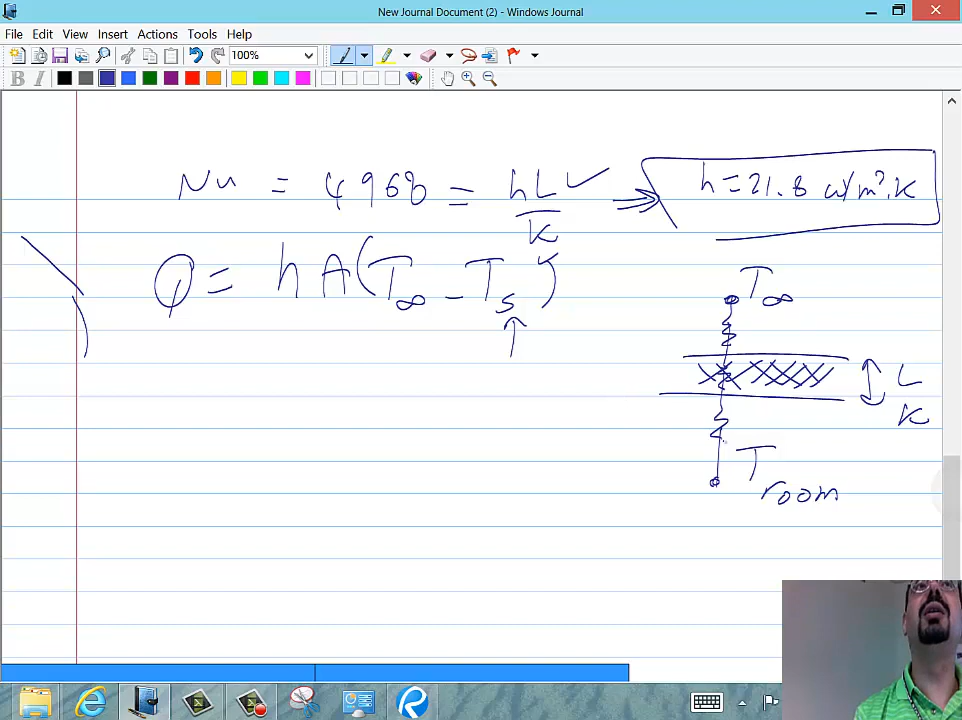 New Journal Document (2) - Windows Journal
File Edit View Insert Actions Tools Help
100%
B I
Nu = 4968 = hL/k ⇒ h = 21.8 w/m².K
Q = hA(T∞ - Ts)
T∞
L
K
Troom